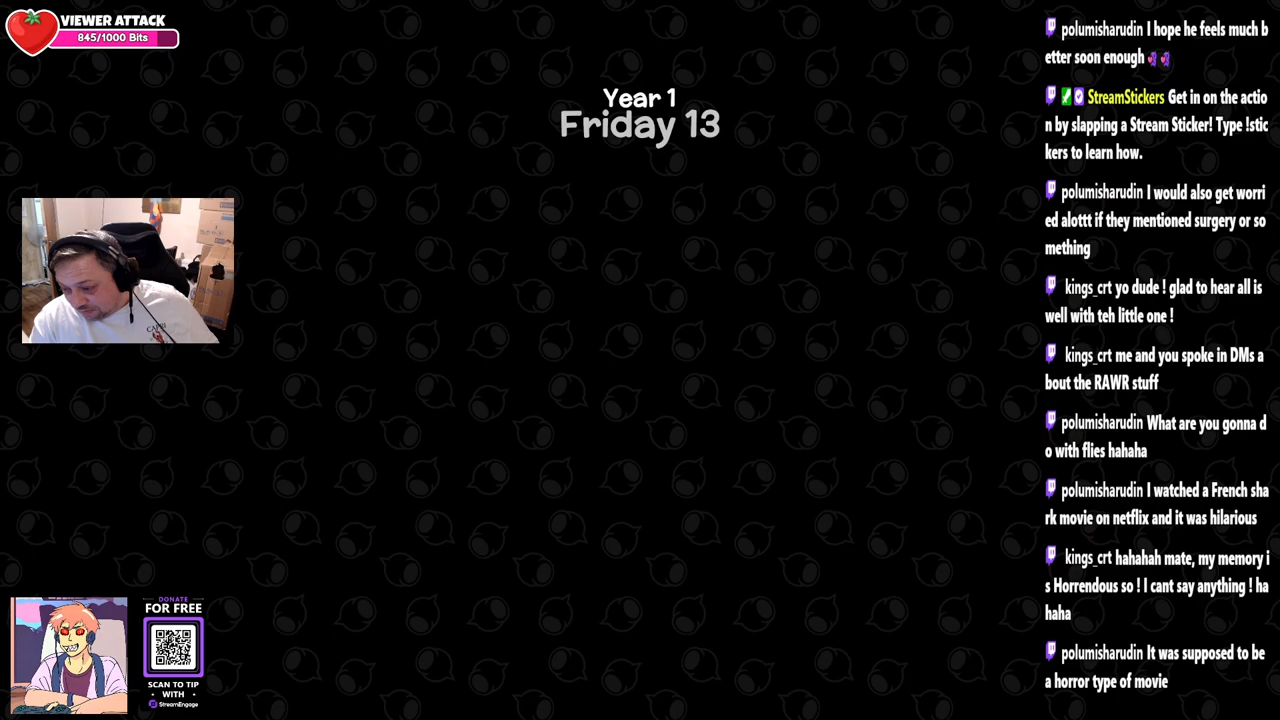 VIEWER ATTACK
845/1000 Bits
Year 1
Friday 13
DONATE
FOR FREE
SCAN TO TIP
• WITH •
StreamEngage
polumisharudin I hope he feels much b
etter soon enough
StreamStickers Get in on the actio
n by slapping a Stream Sticker! Type !stic
kers to learn how.
polumisharudin I would also get worri
ed alottt if they mentioned surgery or so
mething
kings_crt yo dude ! glad to hear all is
well with teh little one !
kings_crt me and you spoke in DMs a
bout the RAWR stuff
polumisharudin What are you gonna d
o with flies hahaha
polumisharudin I watched a French sha
rk movie on netflix and it was hilarious
kings_crt hahahah mate, my memory i
s Horrendous so ! I cant say anything ! ha
haha
polumisharudin It was supposed to be
a horror type of movie